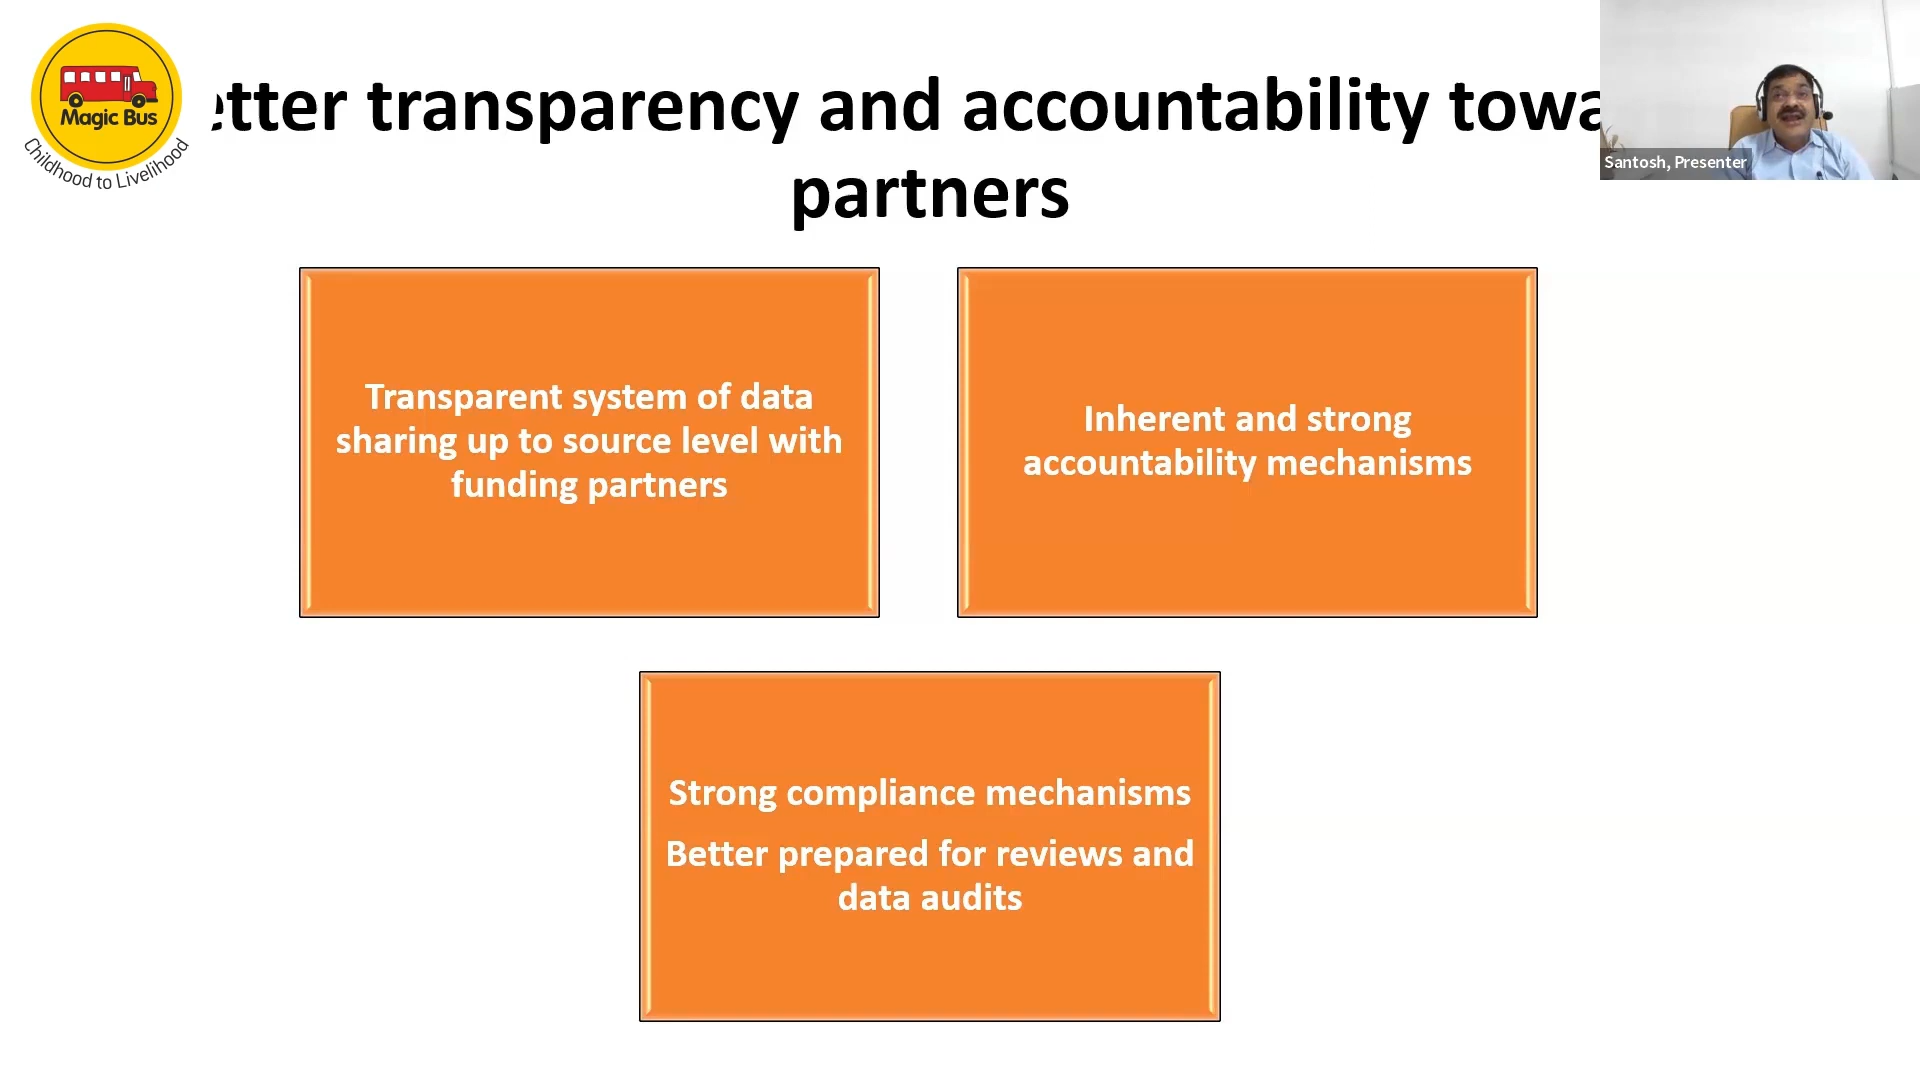 Magic Bus
Childhood to Livelihood
transparency and accountability
partners
Santosh, Presenter
Transparent system of data
sharing up to source level with
funding partners
Inherent and strong
accountability mechanisms
Strong compliance mechanisms
Better prepared for reviews and
data audits